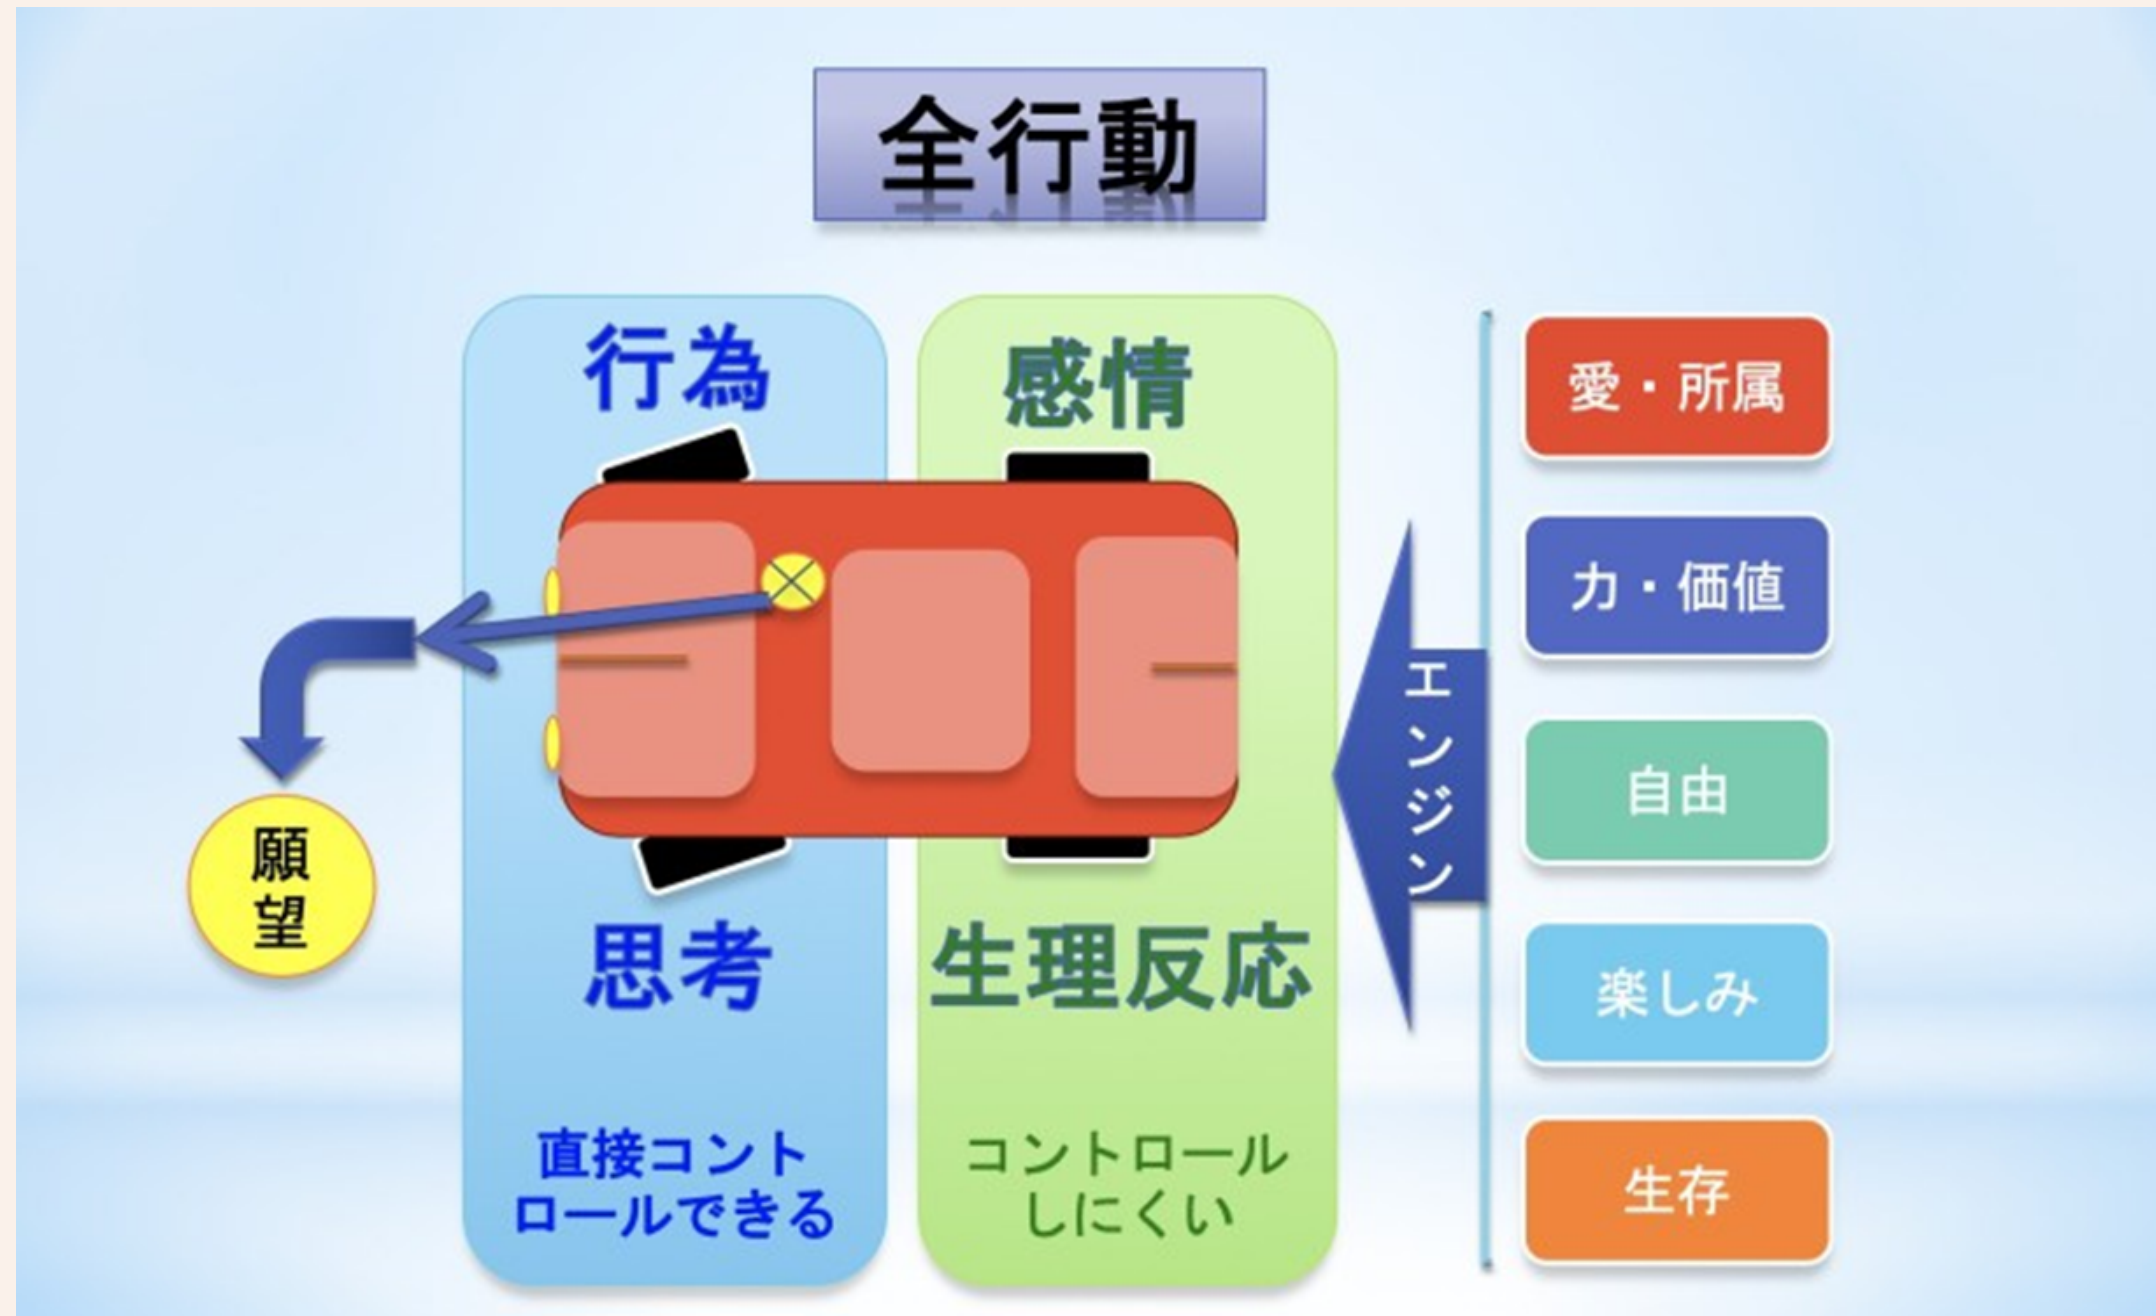 全行動
行為
感情
思考
生理反応
直接コント
ロールできる
コントロール
しにくい
願望
エンジン
愛・所属
力・価値
自由
楽しみ
生存